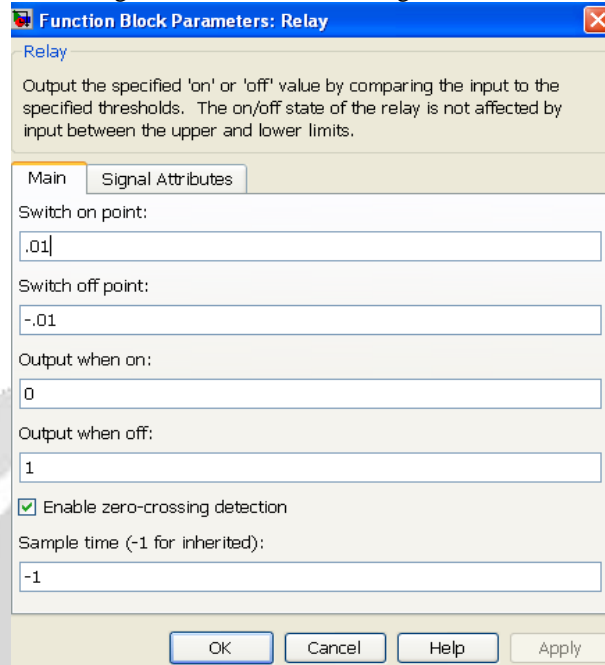 Function Block Parameters: Relay
Relay
Output the specified 'on' or 'off' value by comparing the input to the
specified thresholds. The on/off state of the relay is not affected by
input between the upper and lower limits.
Main Signal Attributes
Switch on point:
.01
Switch off point:
-.01
Output when on:
0
Output when off:
1
Enable zero-crossing detection
Sample time (-1 for inherited):
-1
OK Cancel Help Apply